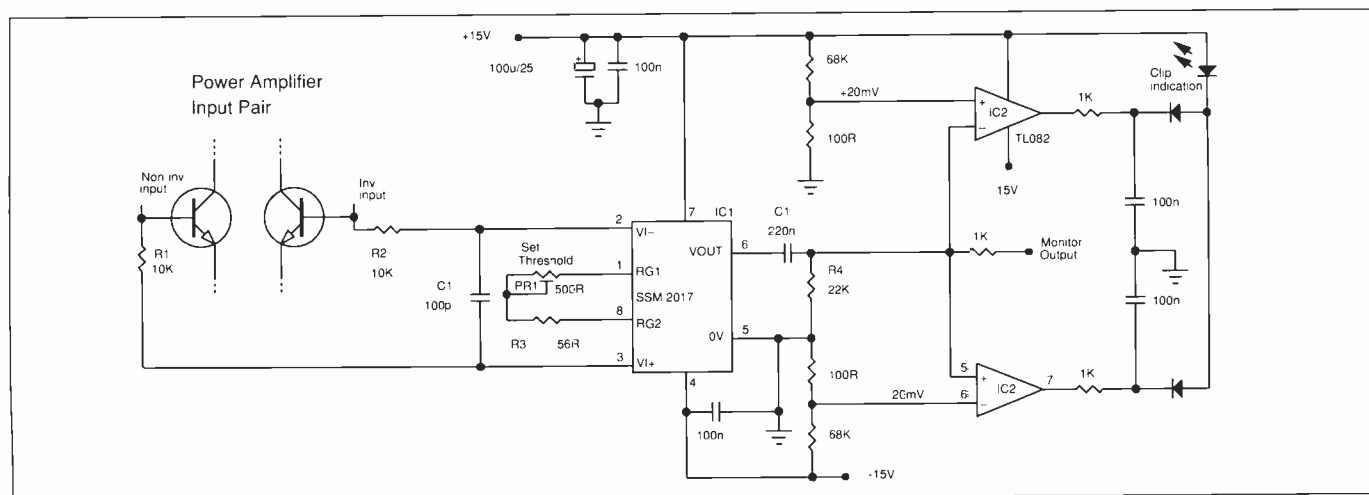 +15V
100u/25
100n
Power Amplifier
Input Pair
68K
+20mV
100R
IC2
TL082
15V
1K
Clip
indication
100n
Non inv
input
Inv
input
R1
10K
R2
10K
C1
100p
Set
Threshold
PR1
500R
R3
56R
2
VI–
1
RG1
SSM 2017
8
RG2
3
VI+
7
IC1
VOUT
6
0V
5
4
C1
220n
R4
22K
1K
Monitor
Output
100n
100R
20mV
68K
100n
5
6
IC2
7
1K
-15V